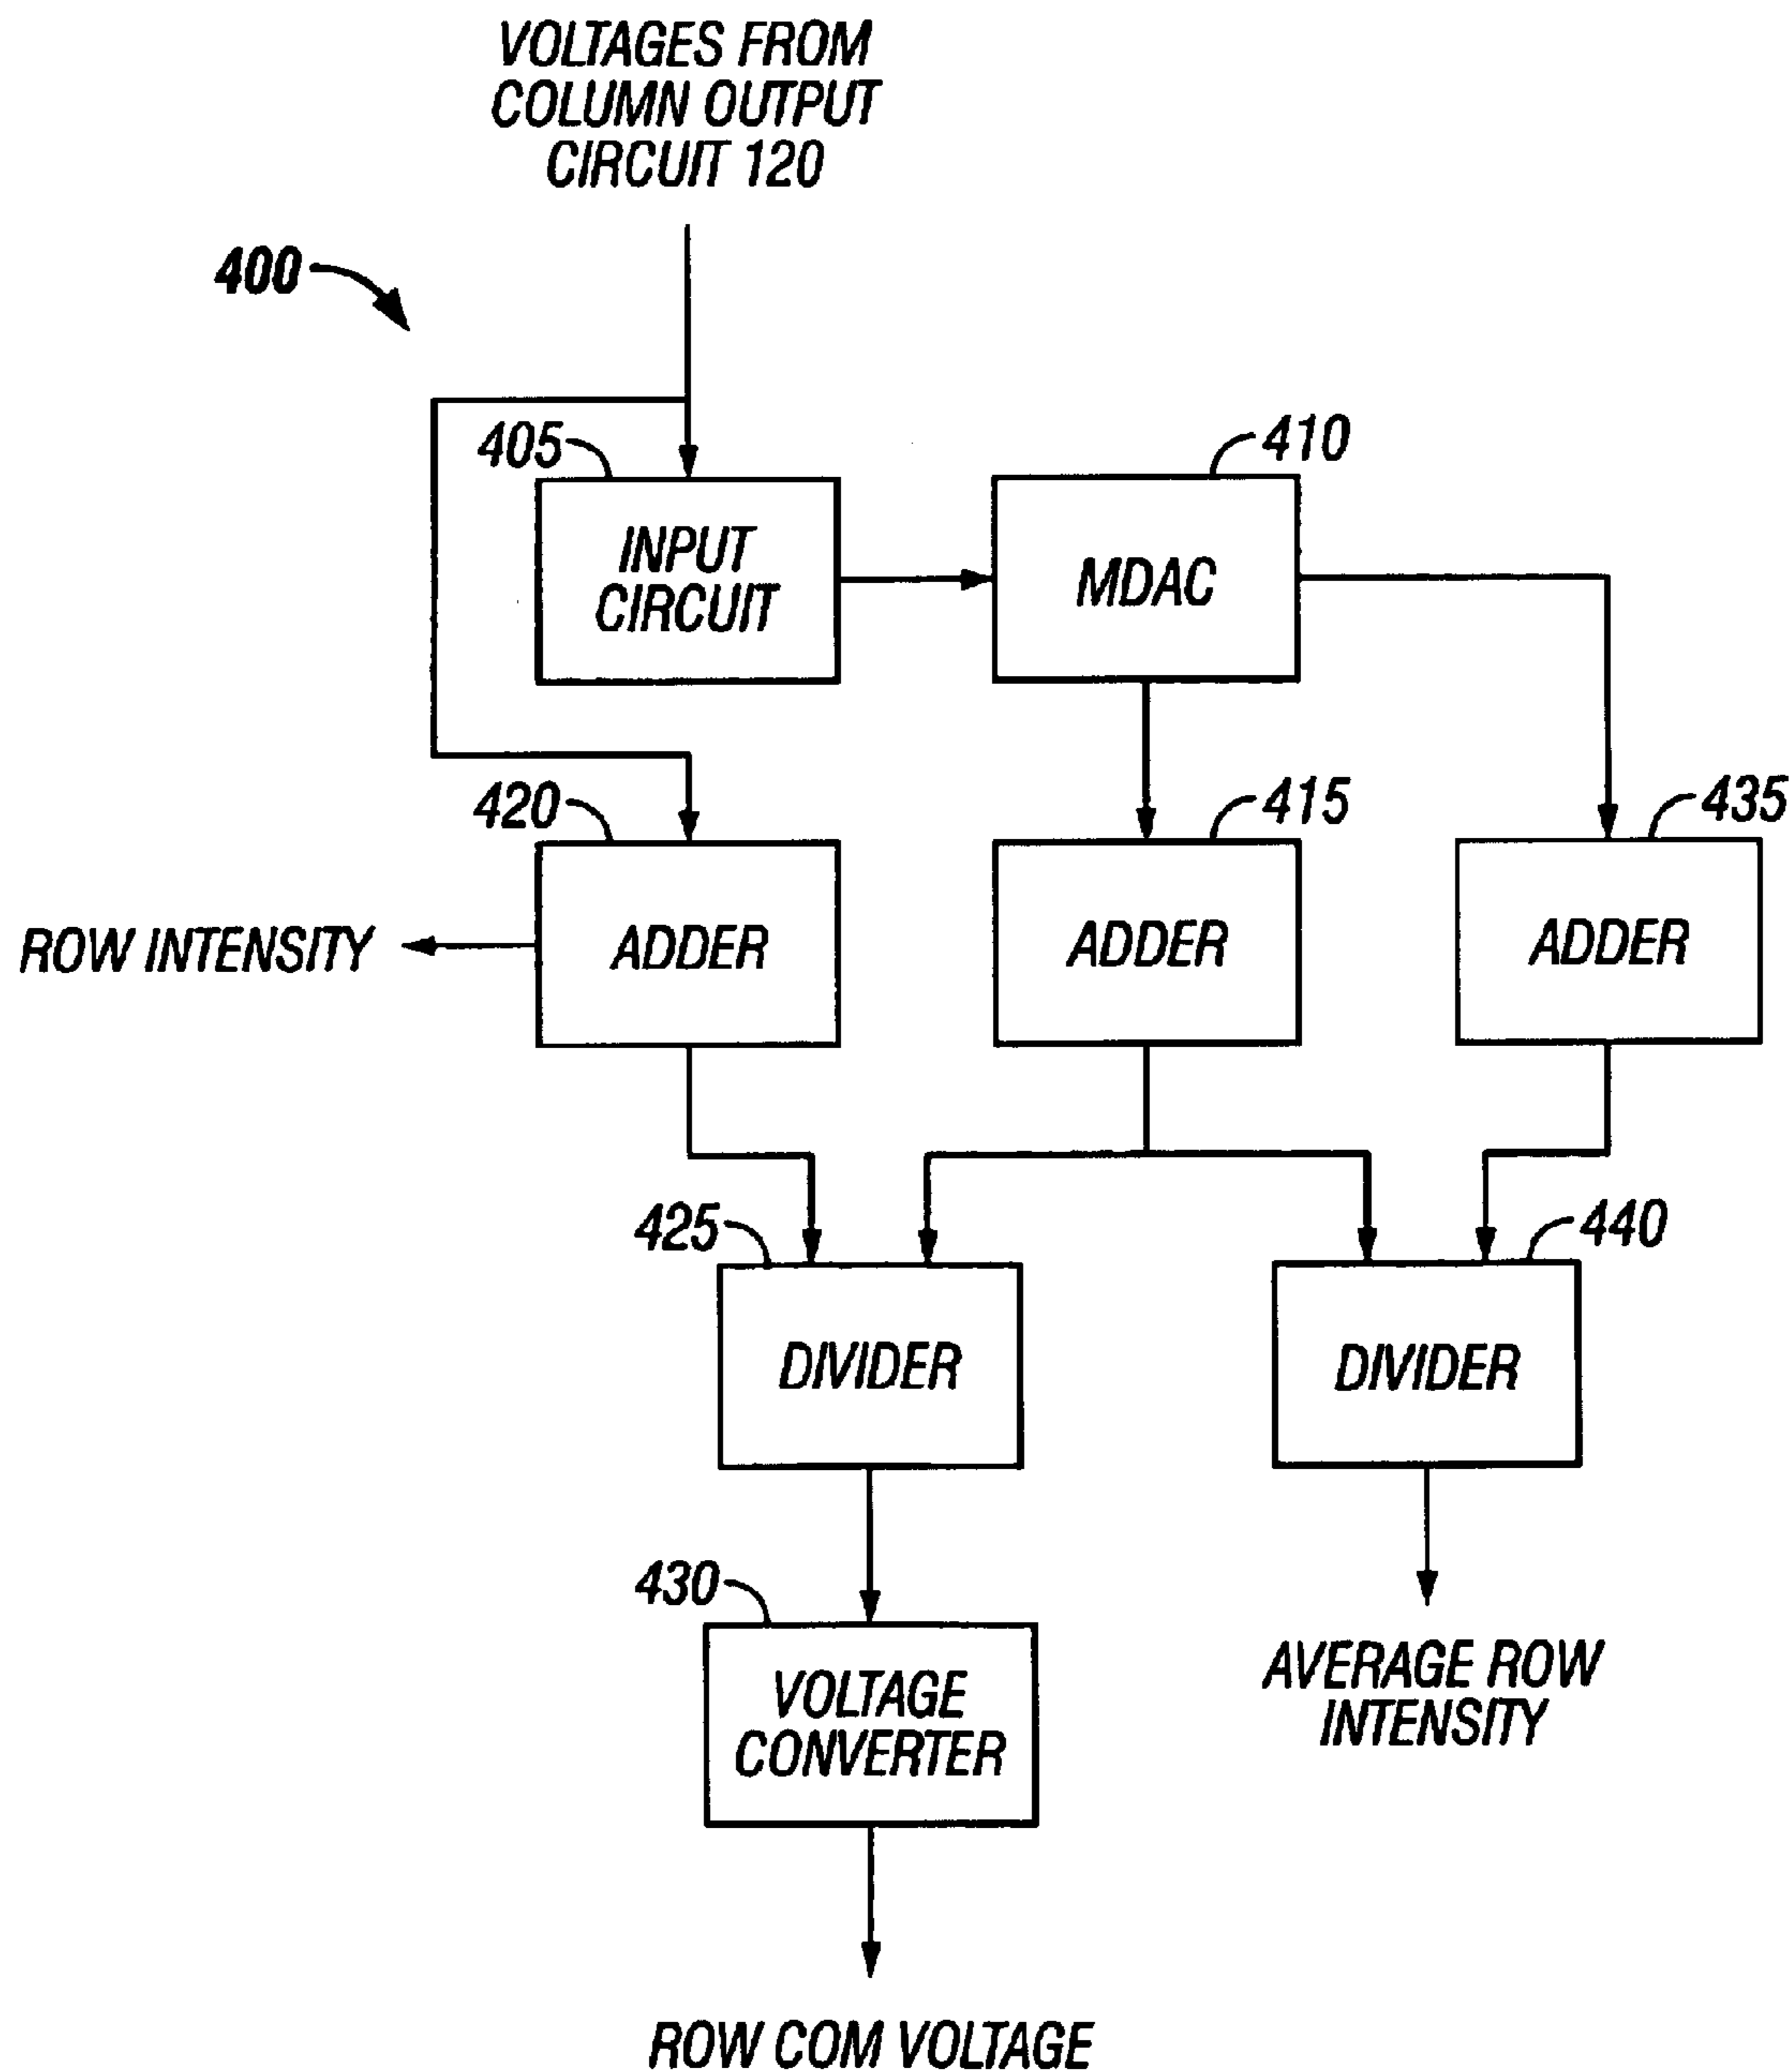 VOLTAGES FROM
COLUMN OUTPUT
CIRCUIT 120
400
405
410
INPUT
CIRCUIT
MDAC
420
415
435
ROW INTENSITY
ADDER
ADDER
ADDER
425
440
DIVIDER
DIVIDER
430
VOLTAGE
CONVERTER
AVERAGE ROW
INTENSITY
ROW COM VOLTAGE